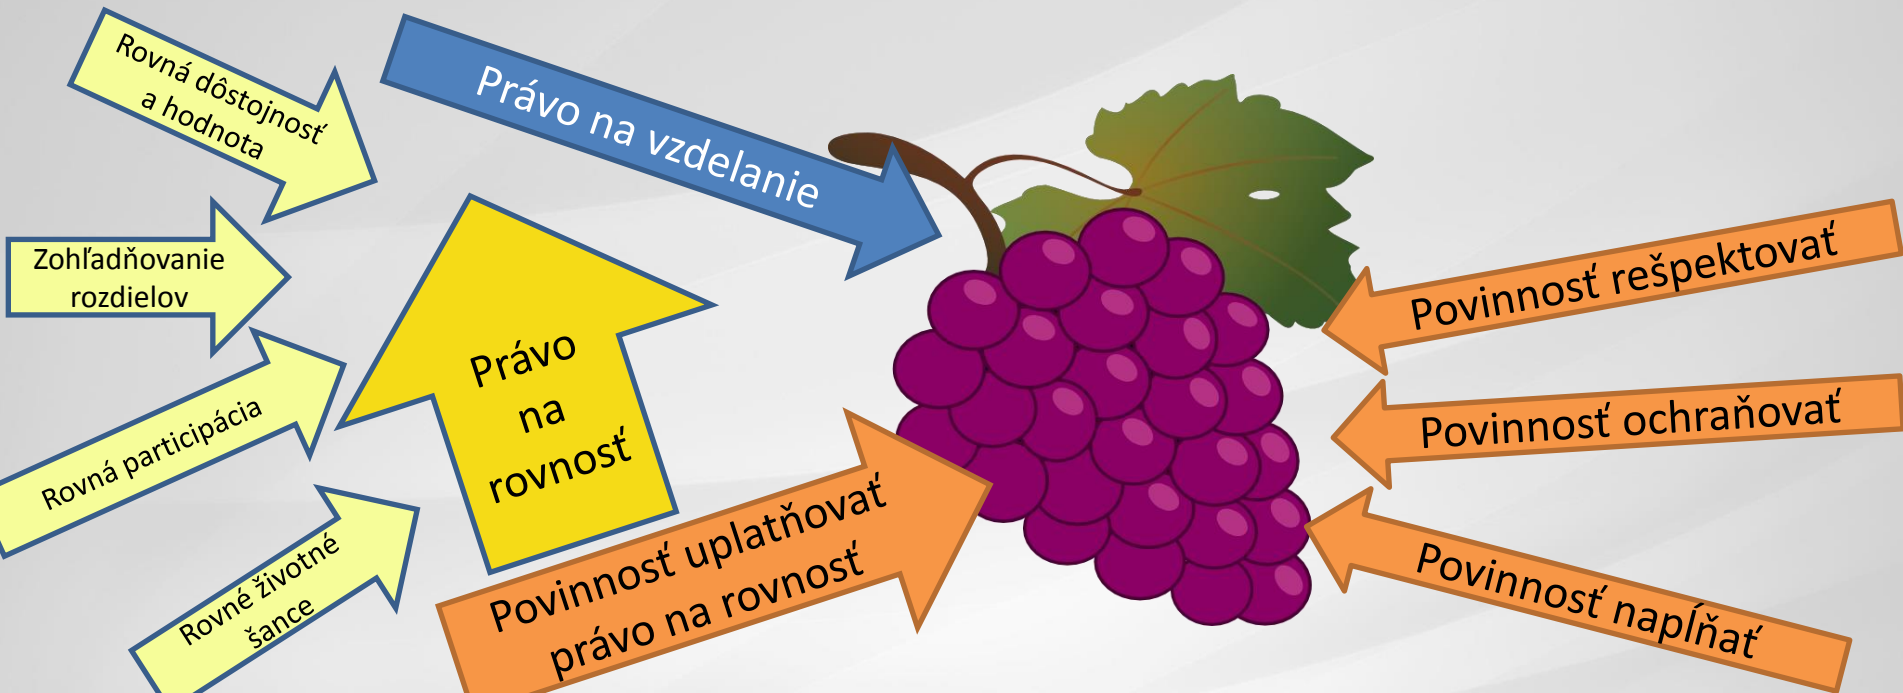 Rovná dôstojnosť
a hodnota
Právo na vzdelanie
Zohľadňovanie
rozdielov
Právo
na
rovnosť
Rovná participácia
Rovné životné
šance
Povinnosť uplatňovať
právo na rovnosť
Povinnosť rešpektovať
Povinnosť ochraňovať
Povinnosť napĺňať